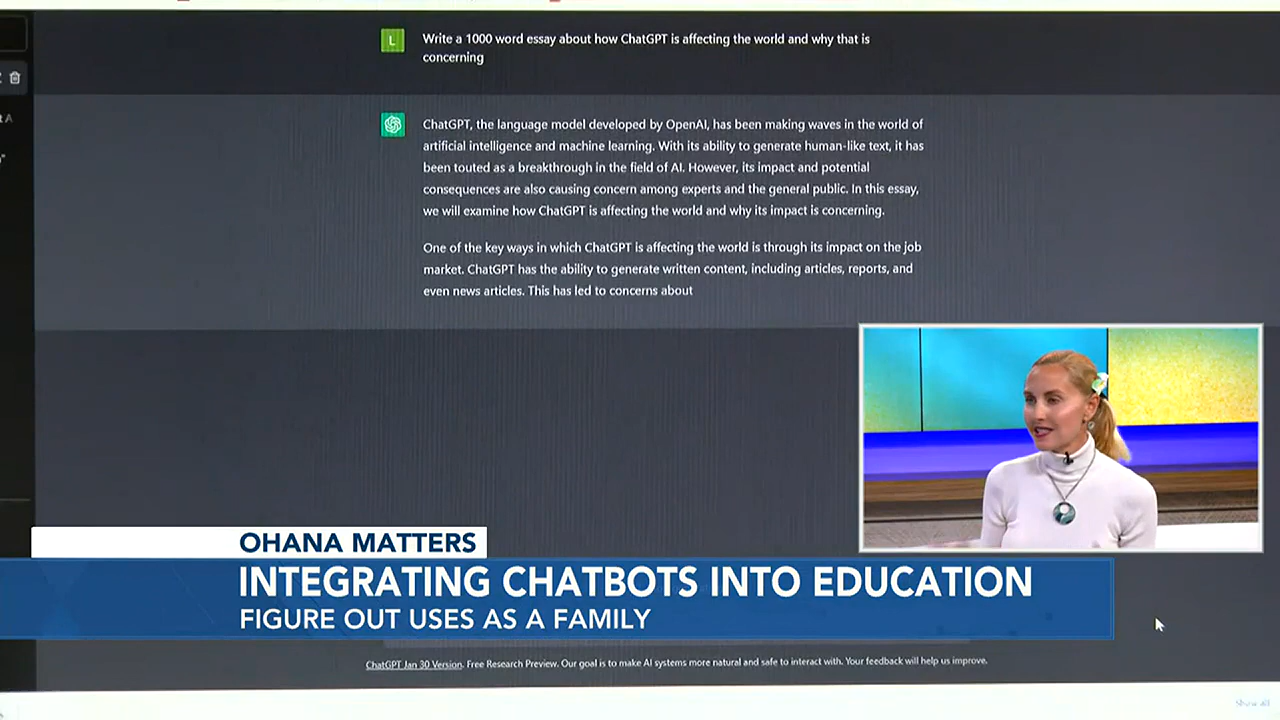 L
Write a 1000 word essay about how ChatGPT is affecting the world and why that is
concerning
ChatGPT, the language model developed by OpenAI, has been making waves in the world of
artificial intelligence and machine learning. With its ability to generate human-like text, it has
been touted as a breakthrough in the field of AI. However, its impact and potential
consequences are also causing concern among experts and the general public. In this essay,
we will examine how ChatGPT is affecting the world and why its impact is concerning.
One of the key ways in which ChatGPT is affecting the world is through its impact on the job
market. ChatGPT has the ability to generate written content, including articles, reports, and
even news articles. This has led to concerns about
OHANA MATTERS
INTEGRATING CHATBOTS INTO EDUCATION
FIGURE OUT USES AS A FAMILY
ChatGPT Jan 30 Version. Free Research Preview. Our goal is to make AI systems more natural and safe to interact with. Your feedback will help us improve.
Show all